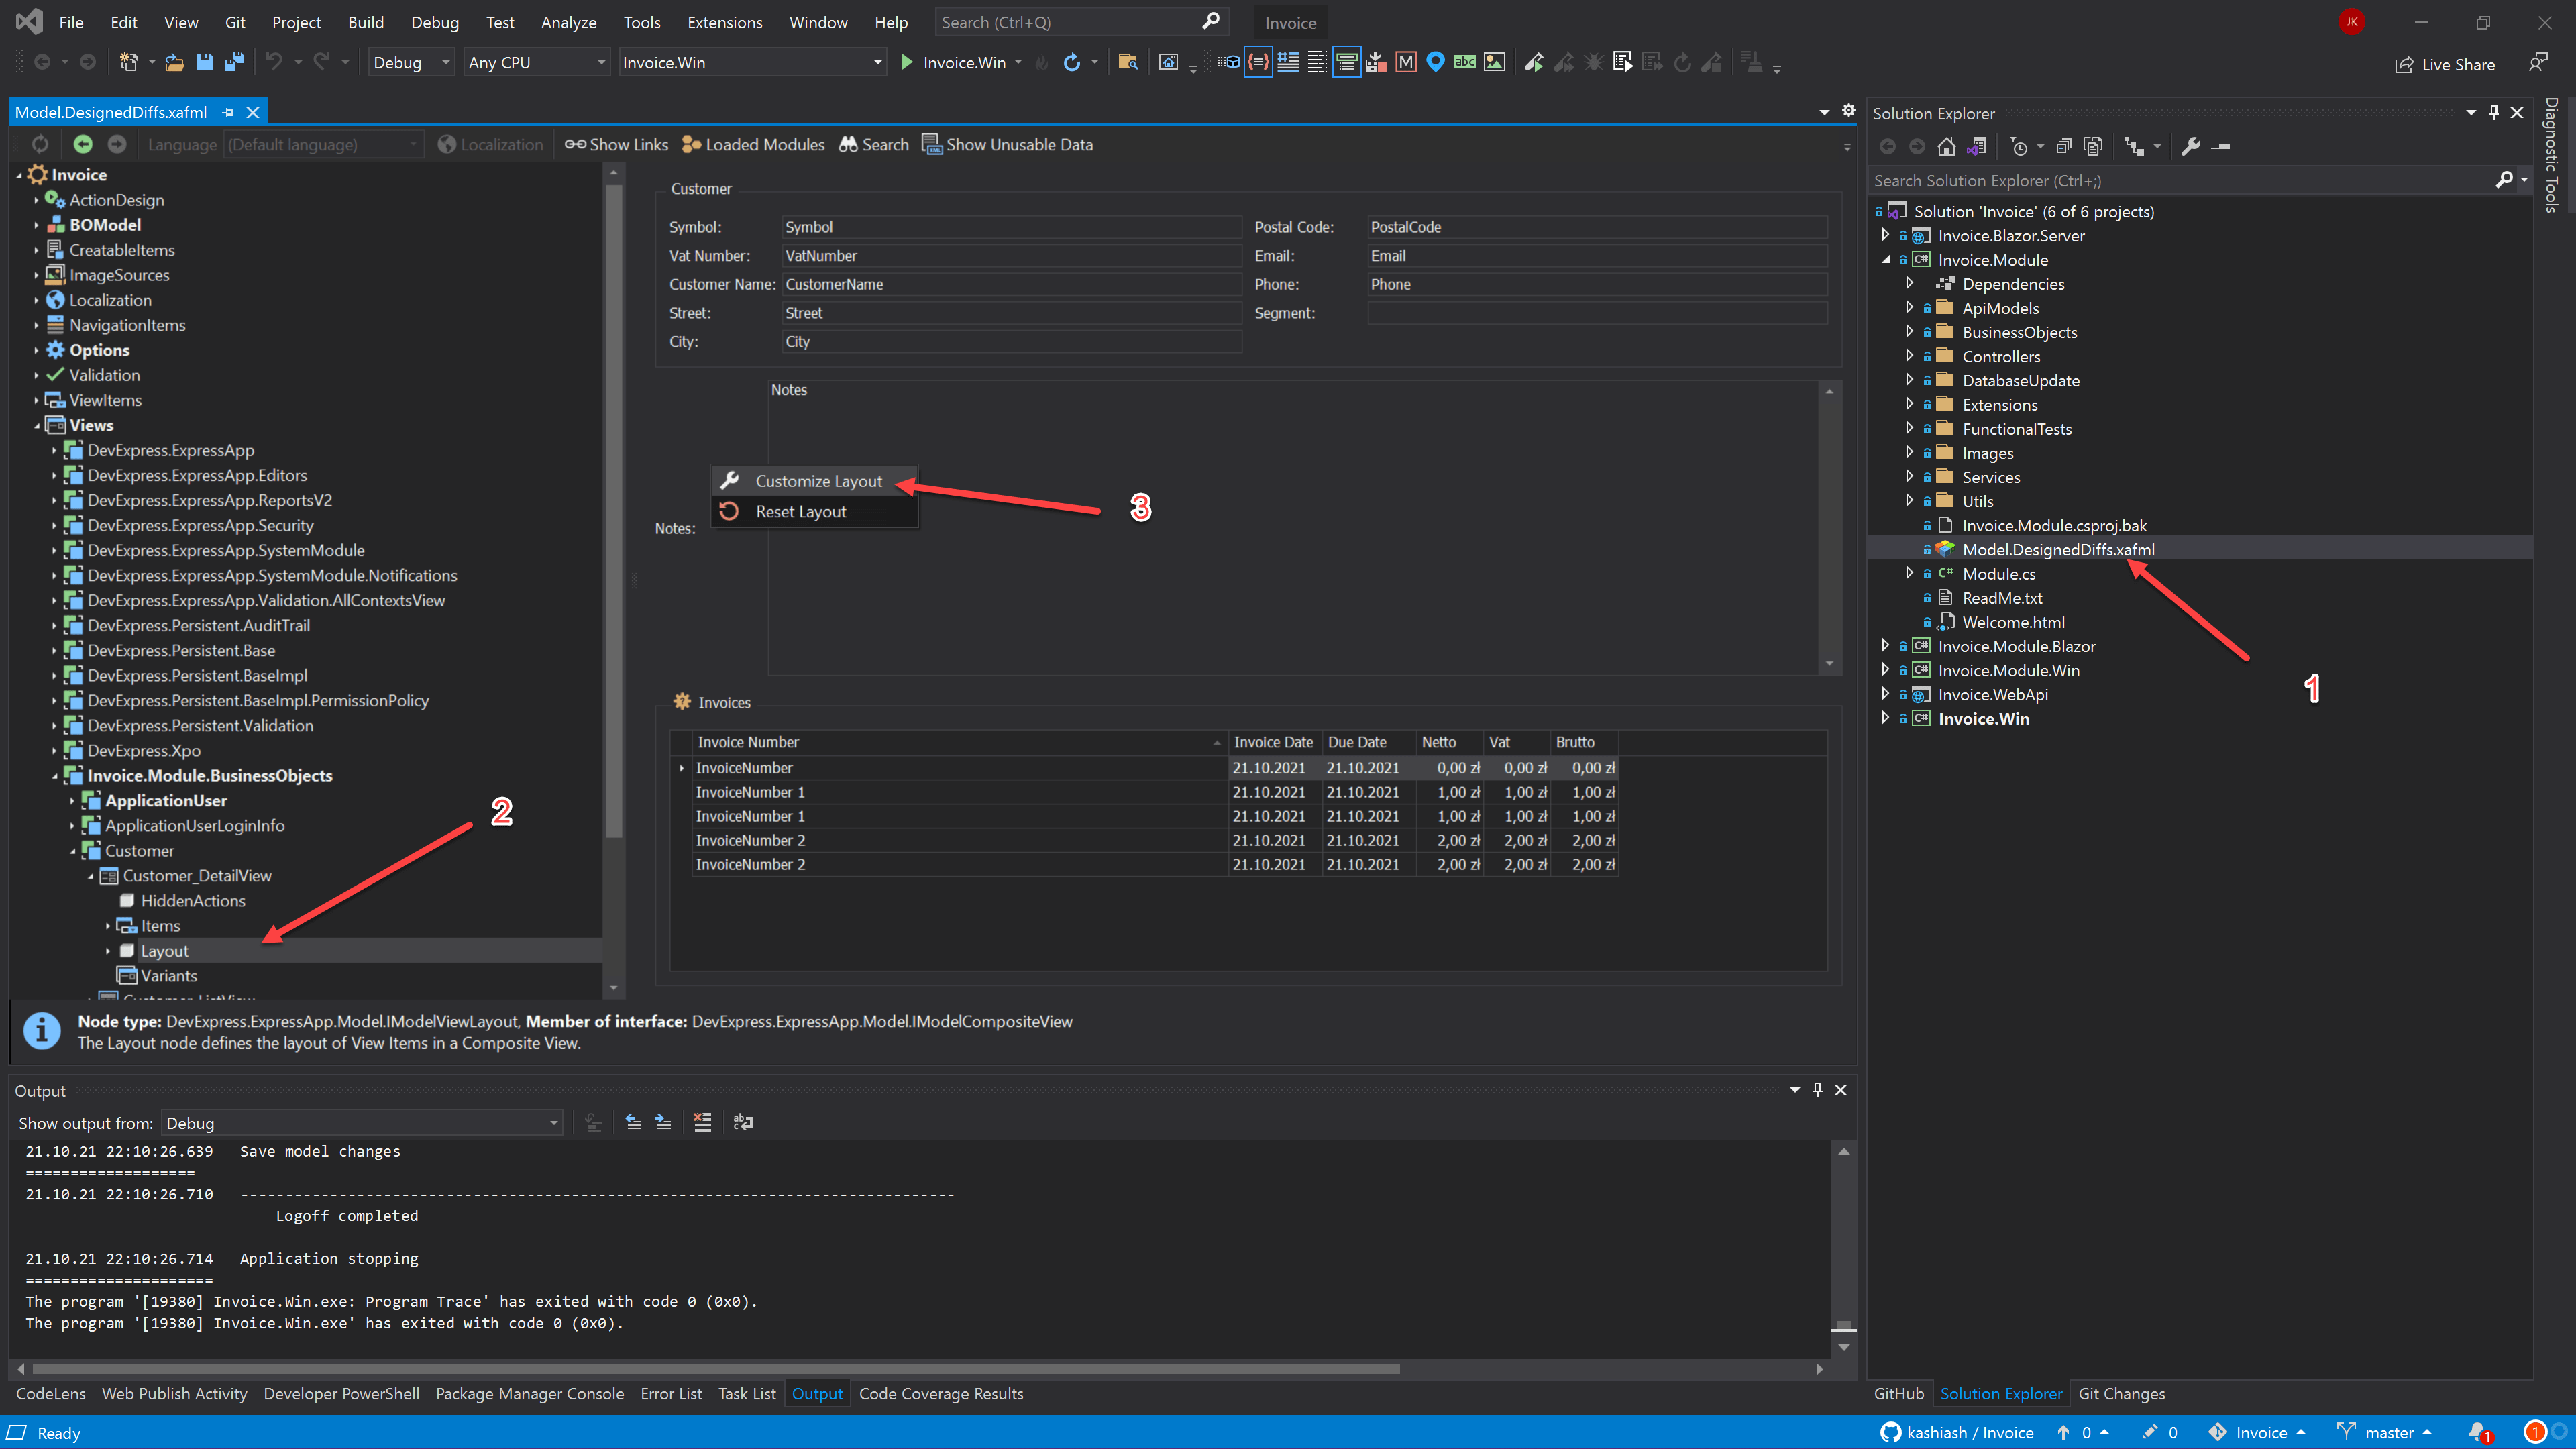 File Edit View Git Project Build Debug Test Analyze Tools Extensions Window Help Search (Ctrl+Q) Invoice JK
Debug Any CPU Invoice.Win Invoice.Win Live Share
Model.DesignedDiffs.xafml
Language (Default language) Localization Show Links Loaded Modules Search Show Unusable Data
Invoice
ActionDesign
BOModel
CreatableItems
ImageSources
Localization
NavigationItems
Options
Validation
ViewItems
Views
DevExpress.ExpressApp
DevExpress.ExpressApp.Editors
DevExpress.ExpressApp.ReportsV2
DevExpress.ExpressApp.Security
DevExpress.ExpressApp.SystemModule
DevExpress.ExpressApp.SystemModule.Notifications
DevExpress.ExpressApp.Validation.AllContextsView
DevExpress.Persistent.AuditTrail
DevExpress.Persistent.Base
DevExpress.Persistent.BaseImpl
DevExpress.Persistent.BaseImpl.PermissionPolicy
DevExpress.Persistent.Validation
DevExpress.Xpo
Invoice.Module.BusinessObjects
ApplicationUser
ApplicationUserLoginInfo
Customer
Customer_DetailView
HiddenActions
Items
Layout
Variants
Customer_ListView
2
Customer
Symbol: Symbol Postal Code: PostalCode
Vat Number: VatNumber Email: Email
Customer Name: CustomerName Phone: Phone
Street: Street Segment:
City: City
Notes
Customize Layout
Reset Layout
3
Notes:
Invoices
Invoice Number Invoice Date Due Date Netto Vat Brutto
InvoiceNumber 21.10.2021 21.10.2021 0,00 zł 0,00 zł 0,00 zł
InvoiceNumber 1 21.10.2021 21.10.2021 1,00 zł 1,00 zł 1,00 zł
InvoiceNumber 1 21.10.2021 21.10.2021 1,00 zł 1,00 zł 1,00 zł
InvoiceNumber 2 21.10.2021 21.10.2021 2,00 zł 2,00 zł 2,00 zł
InvoiceNumber 2 21.10.2021 21.10.2021 2,00 zł 2,00 zł 2,00 zł
Node type: DevExpress.ExpressApp.Model.IModelViewLayout, Member of interface: DevExpress.ExpressApp.Model.IModelCompositeView
The Layout node defines the layout of View Items in a Composite View.
Output
Show output from: Debug
21.10.21 22:10:26.639 Save model changes
===================
21.10.21 22:10:26.710 --------------------------------------------------------------------------------
Logoff completed
21.10.21 22:10:26.714 Application stopping
=====================
The program '[19380] Invoice.Win.exe: Program Trace' has exited with code 0 (0x0).
The program '[19380] Invoice.Win.exe' has exited with code 0 (0x0).
CodeLens Web Publish Activity Developer PowerShell Package Manager Console Error List Task List Output Code Coverage Results
Solution Explorer
Search Solution Explorer (Ctrl+;)
Solution 'Invoice' (6 of 6 projects)
Invoice.Blazor.Server
Invoice.Module
Dependencies
ApiModels
BusinessObjects
Controllers
DatabaseUpdate
Extensions
FunctionalTests
Images
Services
Utils
Invoice.Module.csproj.bak
Model.DesignedDiffs.xafml
Module.cs
ReadMe.txt
Welcome.html
Invoice.Module.Blazor
Invoice.Module.Win
Invoice.WebApi
Invoice.Win
1
Diagnostic Tools
GitHub Solution Explorer Git Changes
Ready kashiash / Invoice 0 0 Invoice master 1 1